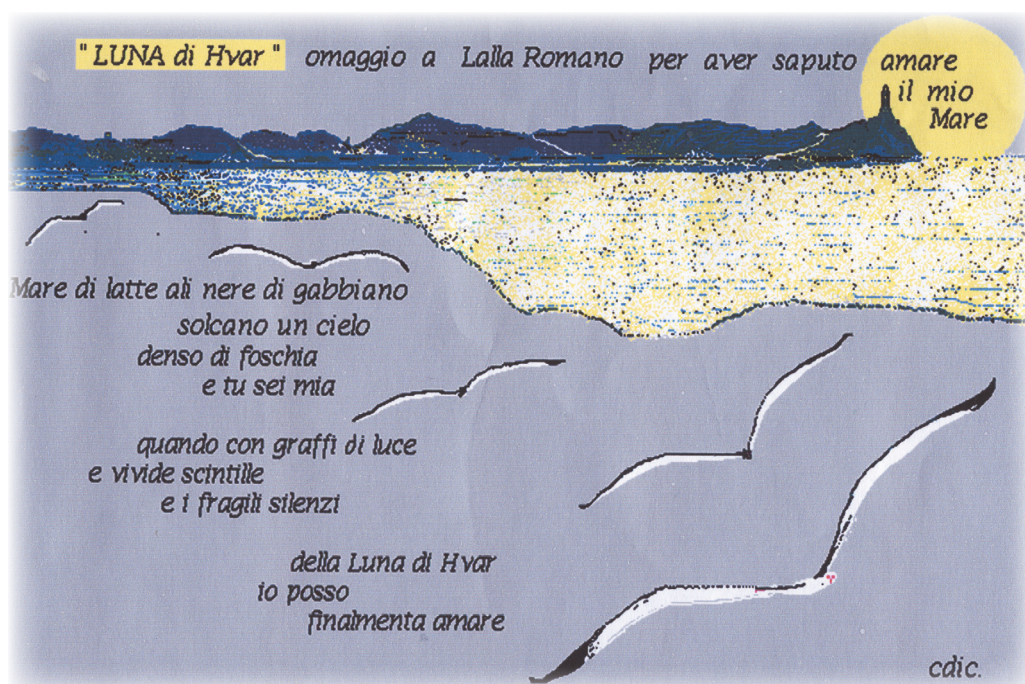 " LUNA di Hvar " omaggio a Lalla Romano per aver saputo amare
il mio
Mare
Mare di latte ali nere di gabbiano
solcano un cielo
denso di foschia
e tu sei mia
quando con graffi di luce
e vivide scintille
e i fragili silenzi
della Luna di Hvar
io posso
finalmenta amare
cdic.